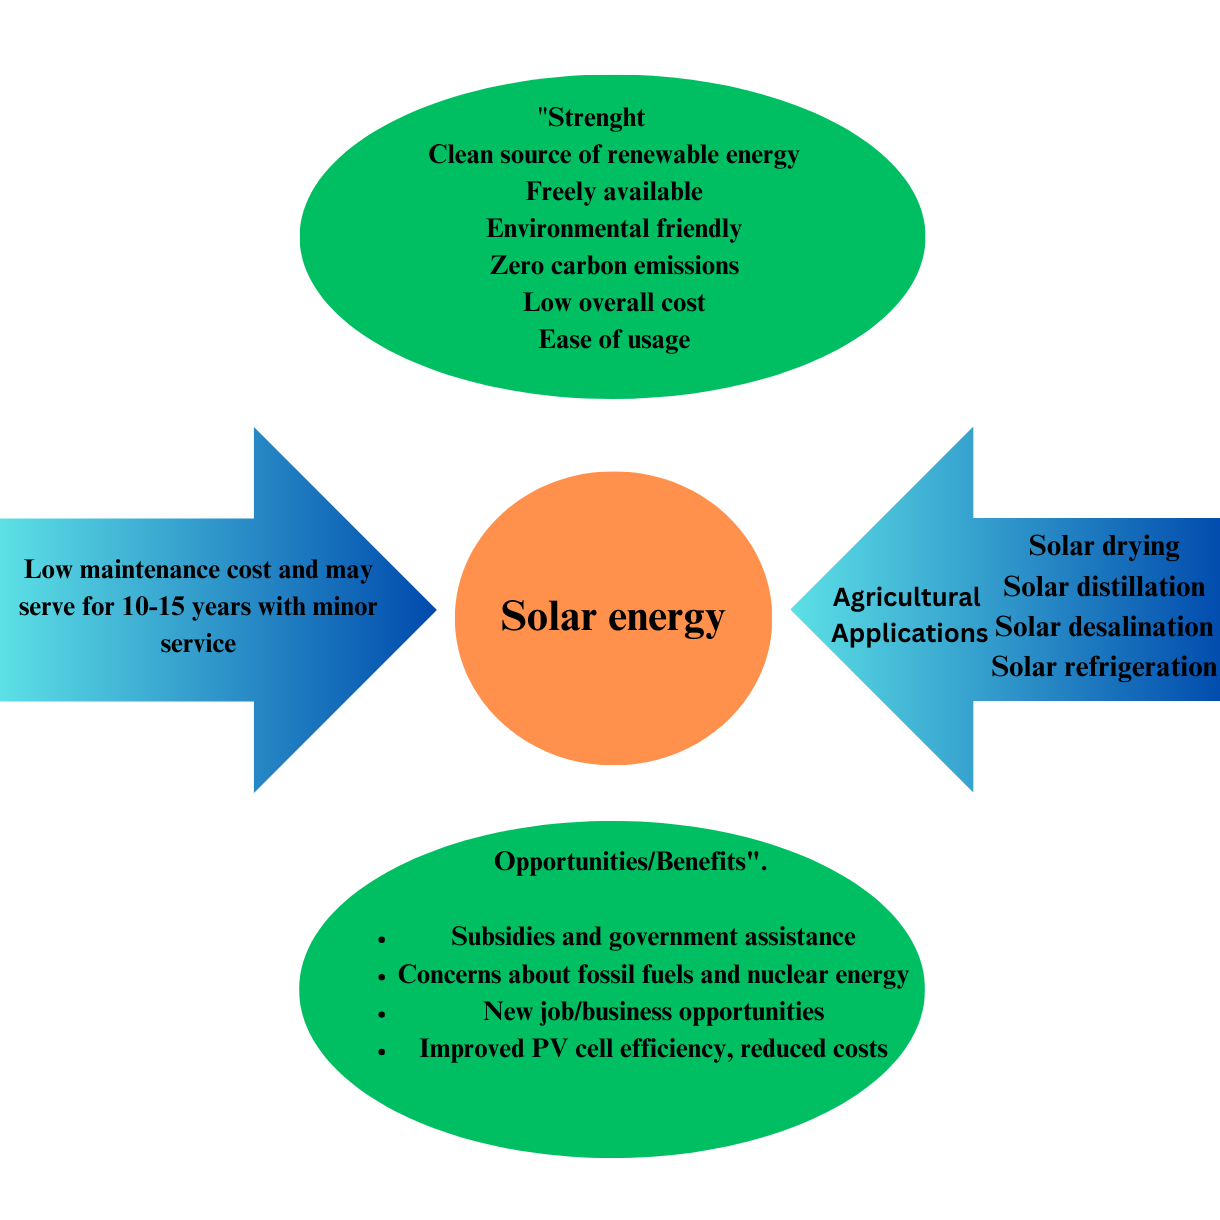 "Strenght
Clean source of renewable energy
Freely available
Environmental friendly
Zero carbon emissions
Low overall cost
Ease of usage
Low maintenance cost and may
serve for 10-15 years with minor
service
Solar energy
Agricultural
Applications
Solar drying
Solar distillation
Solar desalination
Solar refrigeration
Opportunities/Benefits".
• Subsidies and government assistance
• Concerns about fossil fuels and nuclear energy
• New job/business opportunities
• Improved PV cell efficiency, reduced costs